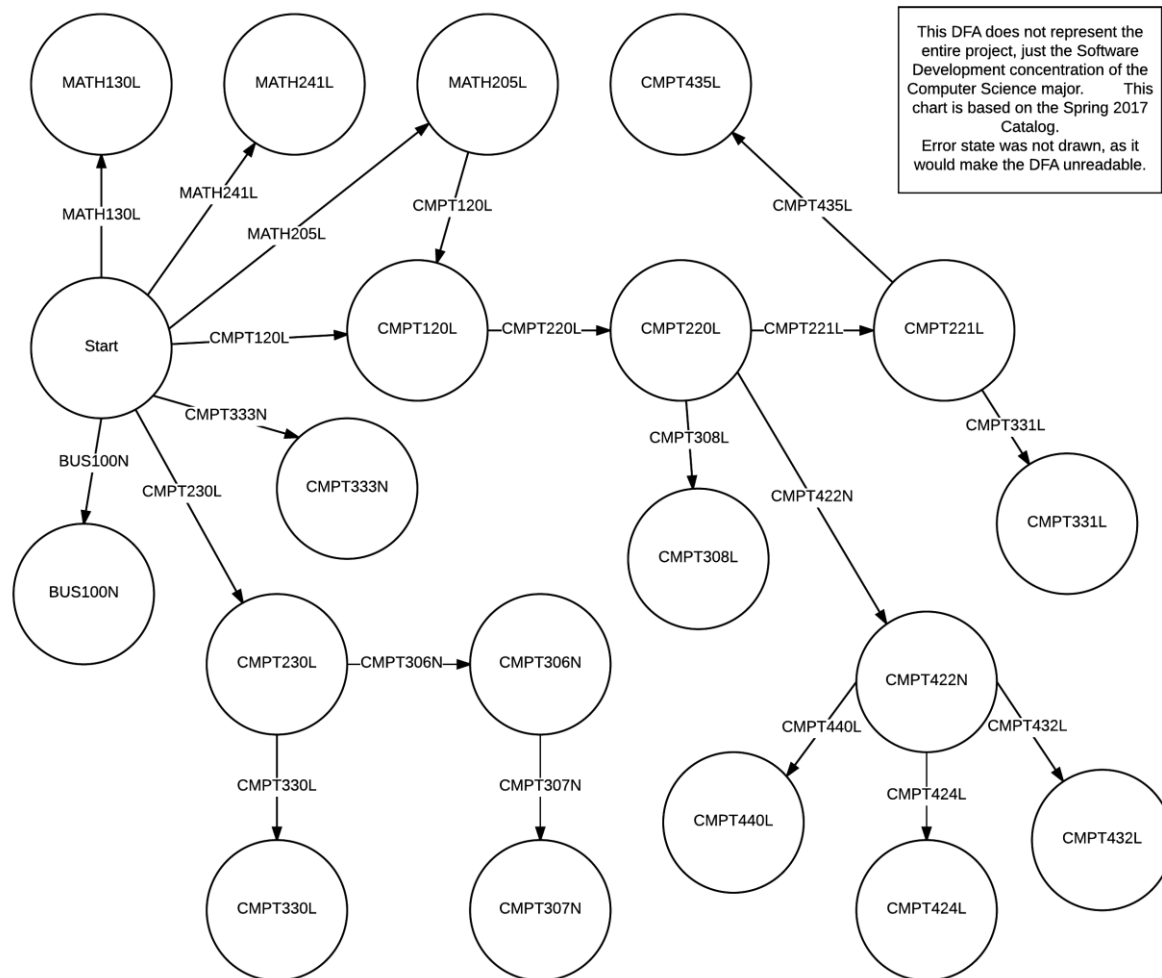 This DFA does not represent the
entire project, just the Software
Development concentration of the
Computer Science major. This
chart is based on the Spring 2017
Catalog.
Error state was not drawn, as it
would make the DFA unreadable.
MATH130L
MATH241L
MATH205L
CMPT435L
MATH130L
MATH241L
MATH205L
CMPT120L
CMPT435L
Start
CMPT120L
CMPT120L
CMPT220L
CMPT220L
CMPT221L
CMPT221L
CMPT333N
CMPT333N
BUS100N
BUS100N
CMPT230L
CMPT308L
CMPT308L
CMPT422N
CMPT331L
CMPT331L
CMPT230L
CMPT306N
CMPT306N
CMPT422N
CMPT330L
CMPT307N
CMPT440L
CMPT424L
CMPT432L
CMPT330L
CMPT307N
CMPT440L
CMPT424L
CMPT432L